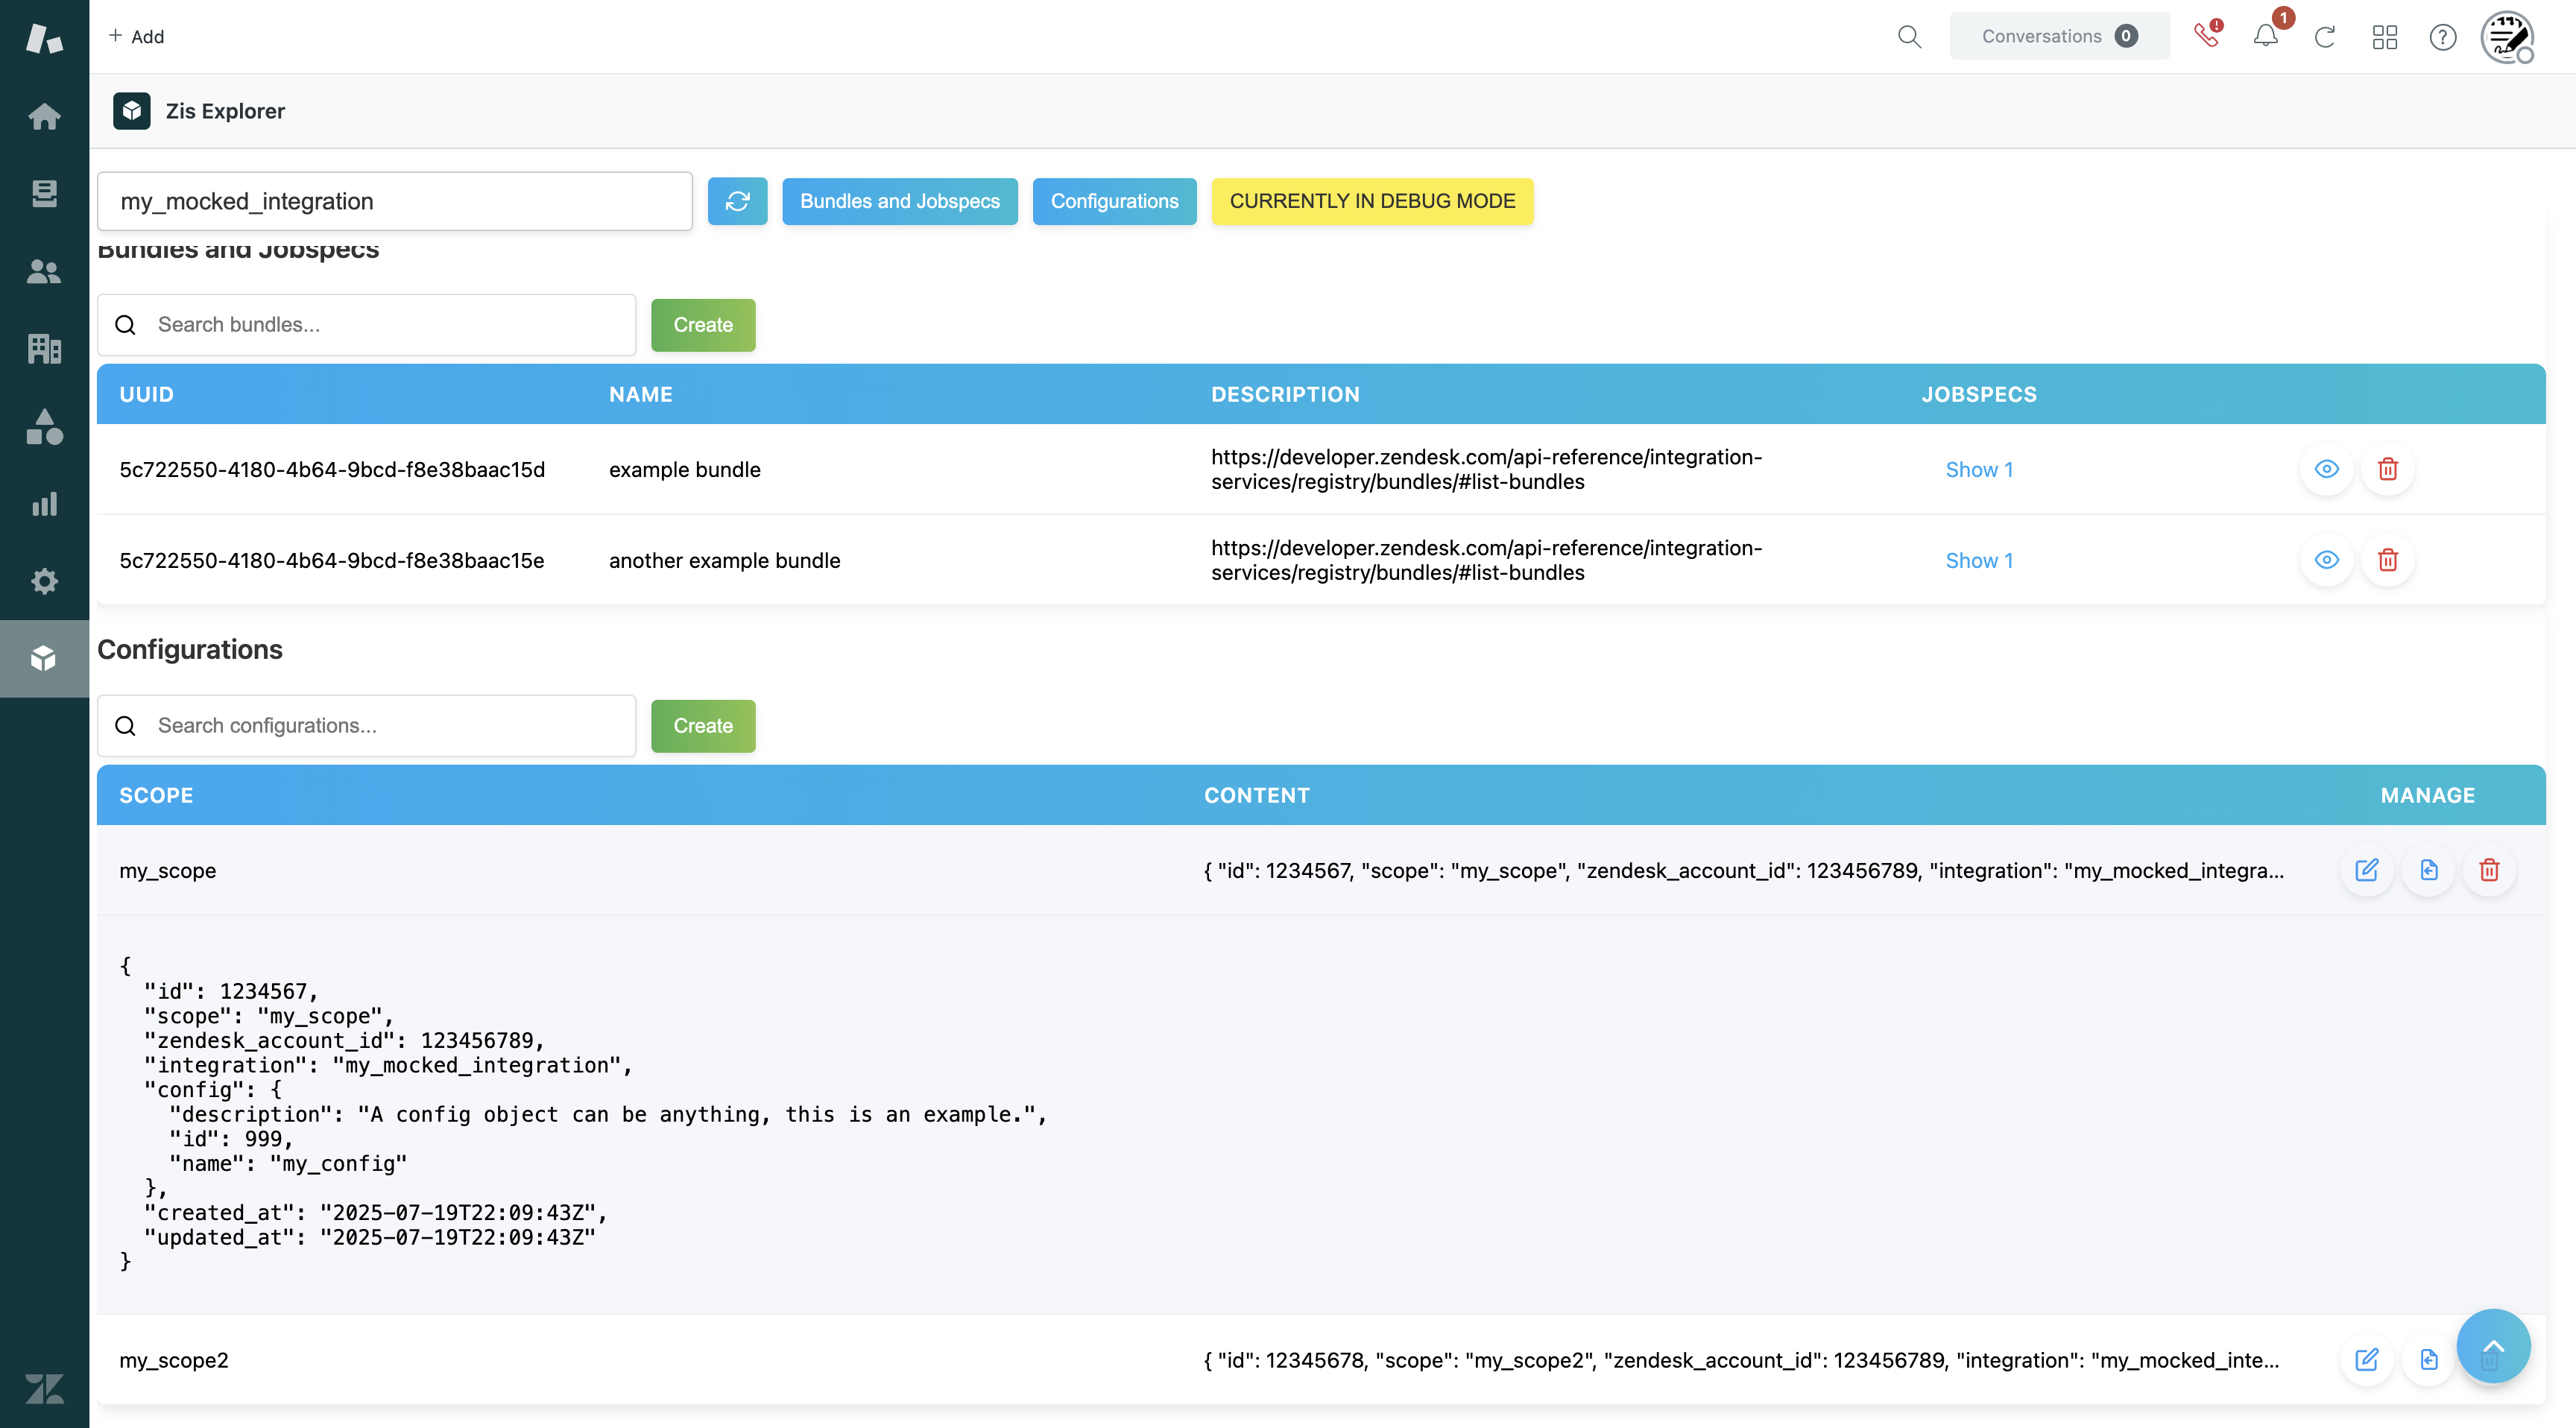 + Add
Conversations 0
!
1
?
Zis Explorer
my_mocked_integration
Bundles and Jobspecs
Configurations
CURRENTLY IN DEBUG MODE
Bundles and Jobspecs
Search bundles...
Create
UUID NAME DESCRIPTION JOBSPECS
5c722550-4180-4b64-9bcd-f8e38baac15d example bundle https://developer.zendesk.com/api-reference/integration-
services/registry/bundles/#list-bundles Show 1
5c722550-4180-4b64-9bcd-f8e38baac15e another example bundle https://developer.zendesk.com/api-reference/integration-
services/registry/bundles/#list-bundles Show 1
Configurations
Search configurations...
Create
SCOPE CONTENT MANAGE
my_scope { "id": 1234567, "scope": "my_scope", "zendesk_account_id": 123456789, "integration": "my_mocked_integra...
{
"id": 1234567,
"scope": "my_scope",
"zendesk_account_id": 123456789,
"integration": "my_mocked_integration",
"config": {
"description": "A config object can be anything, this is an example.",
"id": 999,
"name": "my_config"
},
"created_at": "2025-07-19T22:09:43Z",
"updated_at": "2025-07-19T22:09:43Z"
}
my_scope2 { "id": 12345678, "scope": "my_scope2", "zendesk_account_id": 123456789, "integration": "my_mocked_inte...